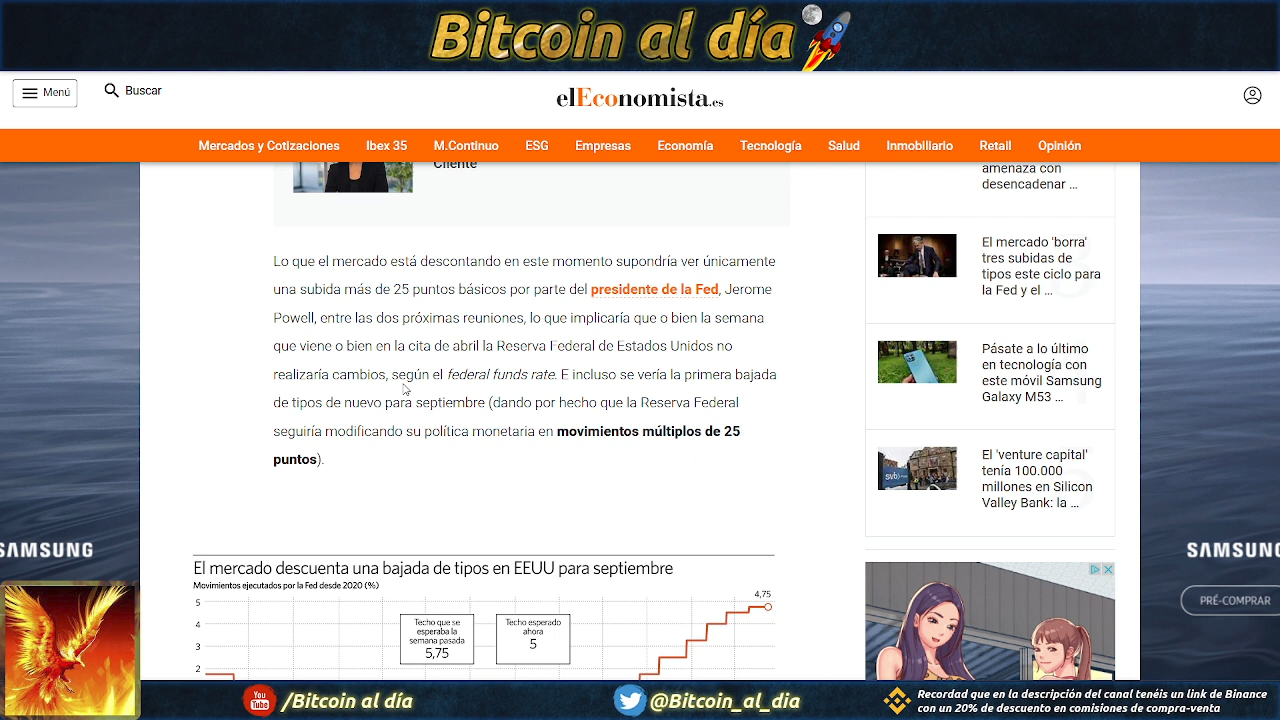 Bitcoin al día
Menú
Buscar
elEconomista.es
Mercados y Cotizaciones Ibex 35 M.Continuo ESG Empresas Economía Tecnología Salud Inmobiliario Retail Opinión
Cliente
Lo que el mercado está descontando en este momento supondría ver únicamente
una subida más de 25 puntos básicos por parte del presidente de la Fed, Jerome
Powell, entre las dos próximas reuniones, lo que implicaría que o bien la semana
que viene o bien en la cita de abril la Reserva Federal de Estados Unidos no
realizaría cambios, según el federal funds rate. E incluso se vería la primera bajada
de tipos de nuevo para septiembre (dando por hecho que la Reserva Federal
seguiría modificando su política monetaria en movimientos múltiplos de 25
puntos).
El mercado descuenta una bajada de tipos en EEUU para septiembre
Movimientos ejecutados por la Fed desde 2020 (%)
4,75
5
4
3
2
Techo que se
esperaba la
semana pasada
5,75
Techo esperado
ahora
5
amenaza con
desencadenar ...
El mercado 'borra'
tres subidas de
tipos este ciclo para
la Fed y el ...
3
Pásate a lo último
en tecnología con
este móvil Samsung
Galaxy M53 ...
4
svb
El 'venture capital'
tenía 100.000
millones en Silicon
Valley Bank: la ...
5
SAMSUNG
SAMSUNG
PRÉ-COMPRAR
You
Tube
/Bitcoin al día
@Bitcoin_al_dia
Recordad que en la descripción del canal tenéis un link de Binance
con un 20% de descuento en comisiones de compra-venta